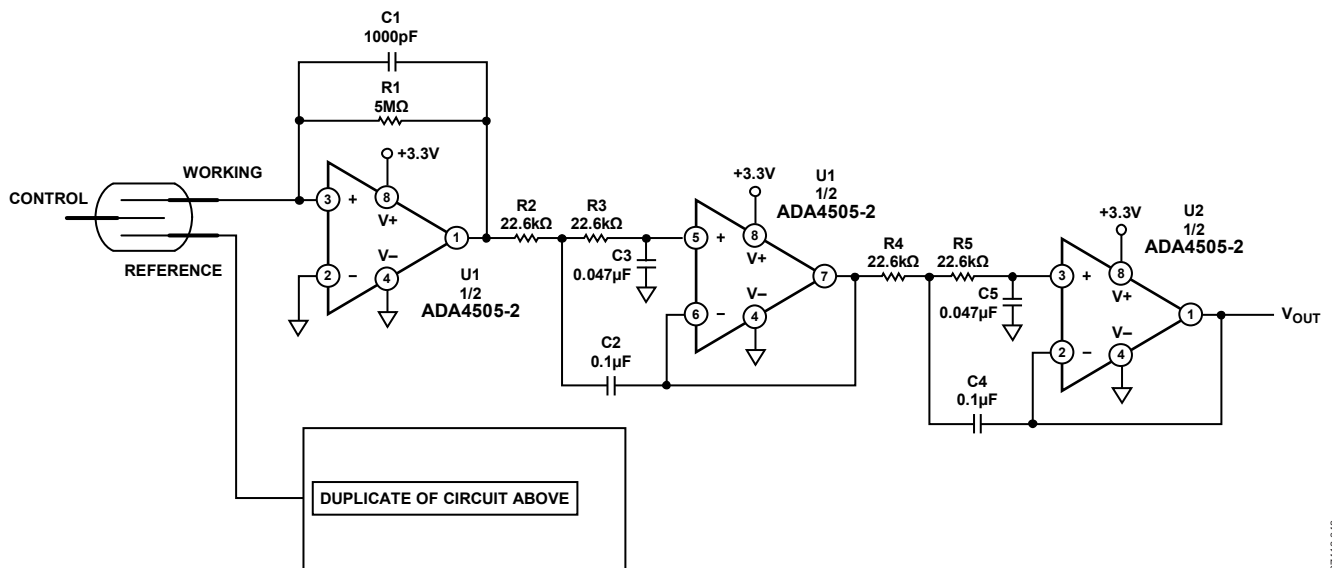 C1
1000pF
R1
5MΩ
+3.3V
WORKING
CONTROL
REFERENCE
3
+
8
V+
1
2
–
V–
4
U1
1/2
ADA4505-2
R2
22.6kΩ
R3
22.6kΩ
C3
0.047µF
C2
0.1µF
+3.3V
U1
1/2
ADA4505-2
5
+
8
V+
7
6
–
V–
4
R4
22.6kΩ
R5
22.6kΩ
C5
0.047µF
C4
0.1µF
+3.3V
U2
1/2
ADA4505-2
3
+
8
V+
1
2
–
V–
4
VOUT
DUPLICATE OF CIRCUIT ABOVE